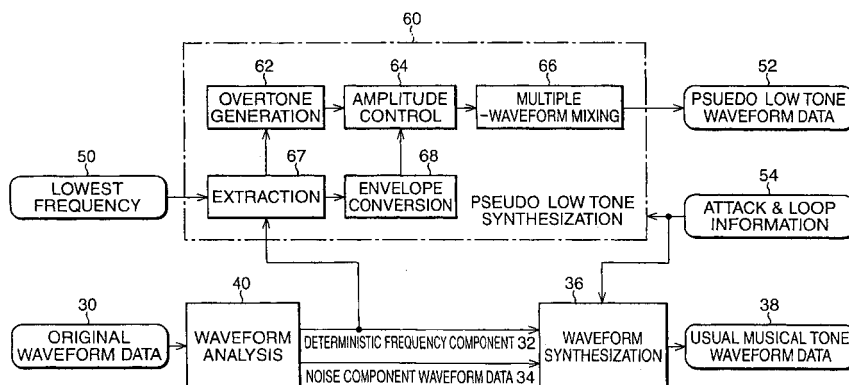 60
62
64
66
52
OVERTONE
GENERATION
AMPLITUDE
CONTROL
MULTIPLE
-WAVEFORM MIXING
PSUEDO LOW TONE
WAVEFORM DATA
50
67
68
54
LOWEST
FREQUENCY
EXTRACTION
ENVELOPE
CONVERSION
PSEUDO LOW TONE
SYNTHESIZATION
ATTACK & LOOP
INFORMATION
30
40
36
38
ORIGINAL
WAVEFORM DATA
WAVEFORM
ANALYSIS
DETERMINISTIC FREQUENCY COMPONENT 32
NOISE COMPONENT WAVEFORM DATA 34
WAVEFORM
SYNTHESIZATION
USUAL MUSICAL TONE
WAVEFORM DATA